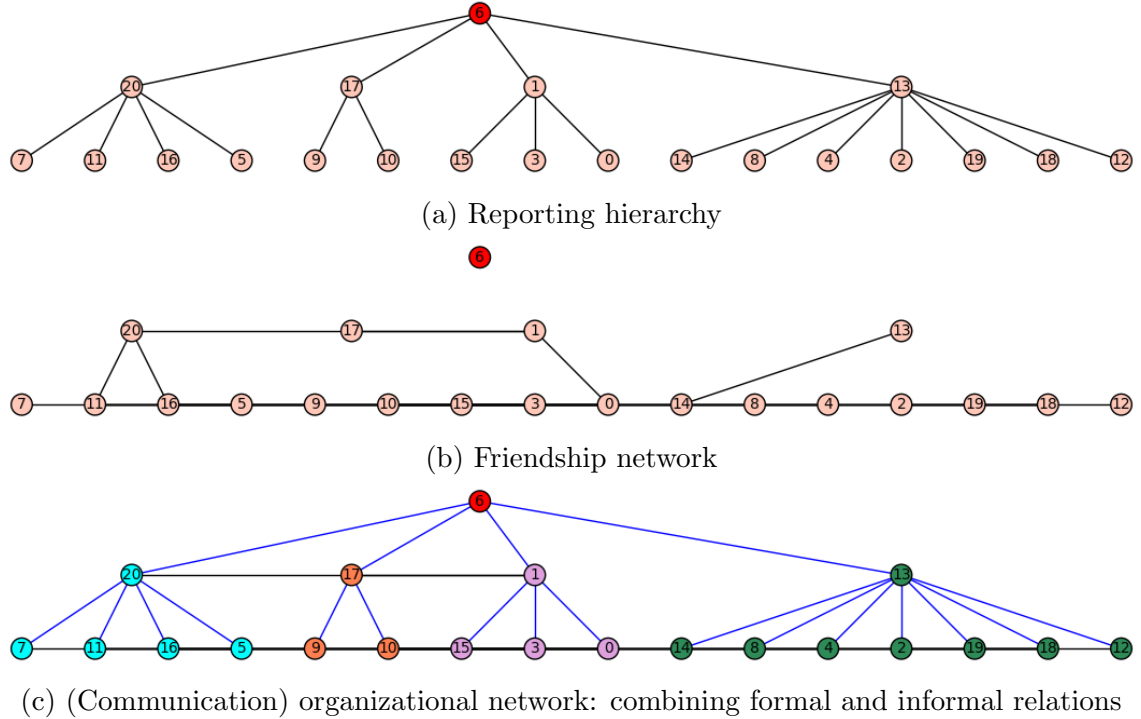 6
20 17 1 13
7 11 16 5 9 10 15 3 0 14 8 4 2 19 18 12
(a) Reporting hierarchy
6
20 17 1 13
7 11 16 5 9 10 15 3 0 14 8 4 2 19 18 12
(b) Friendship network
6
20 17 1 13
7 11 16 5 9 10 15 3 0 14 8 4 2 19 18 12
(c) (Communication) organizational network: combining formal and informal relations